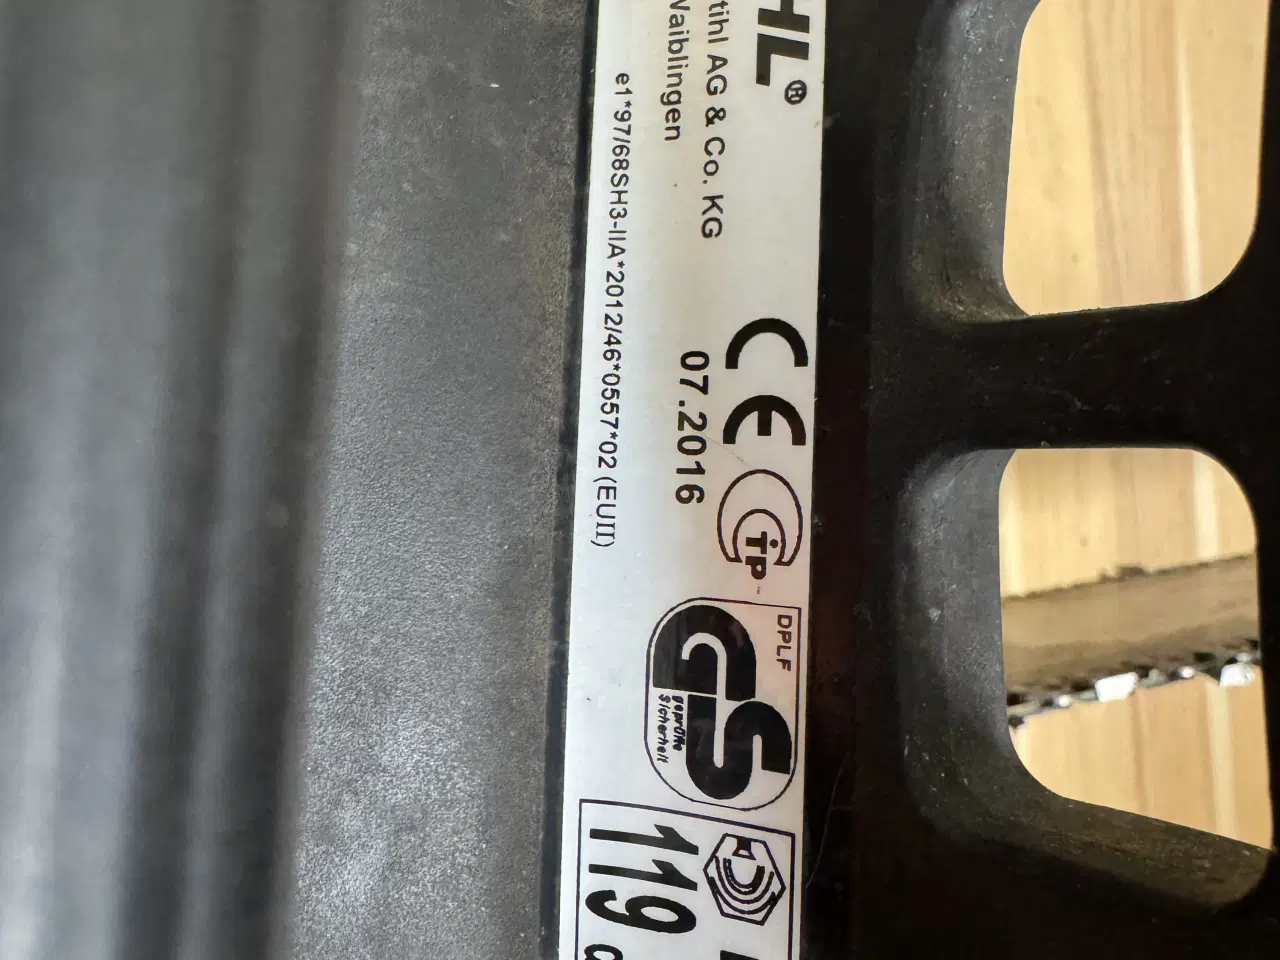 HL®
tihl AG & Co. KG
Waiblingen
e1*97/68SH3-IIA*2012/46*0557*02 (EUII)
CE
07.2016
TP
DPLF
GS
geprüfte
Sicherheit
119